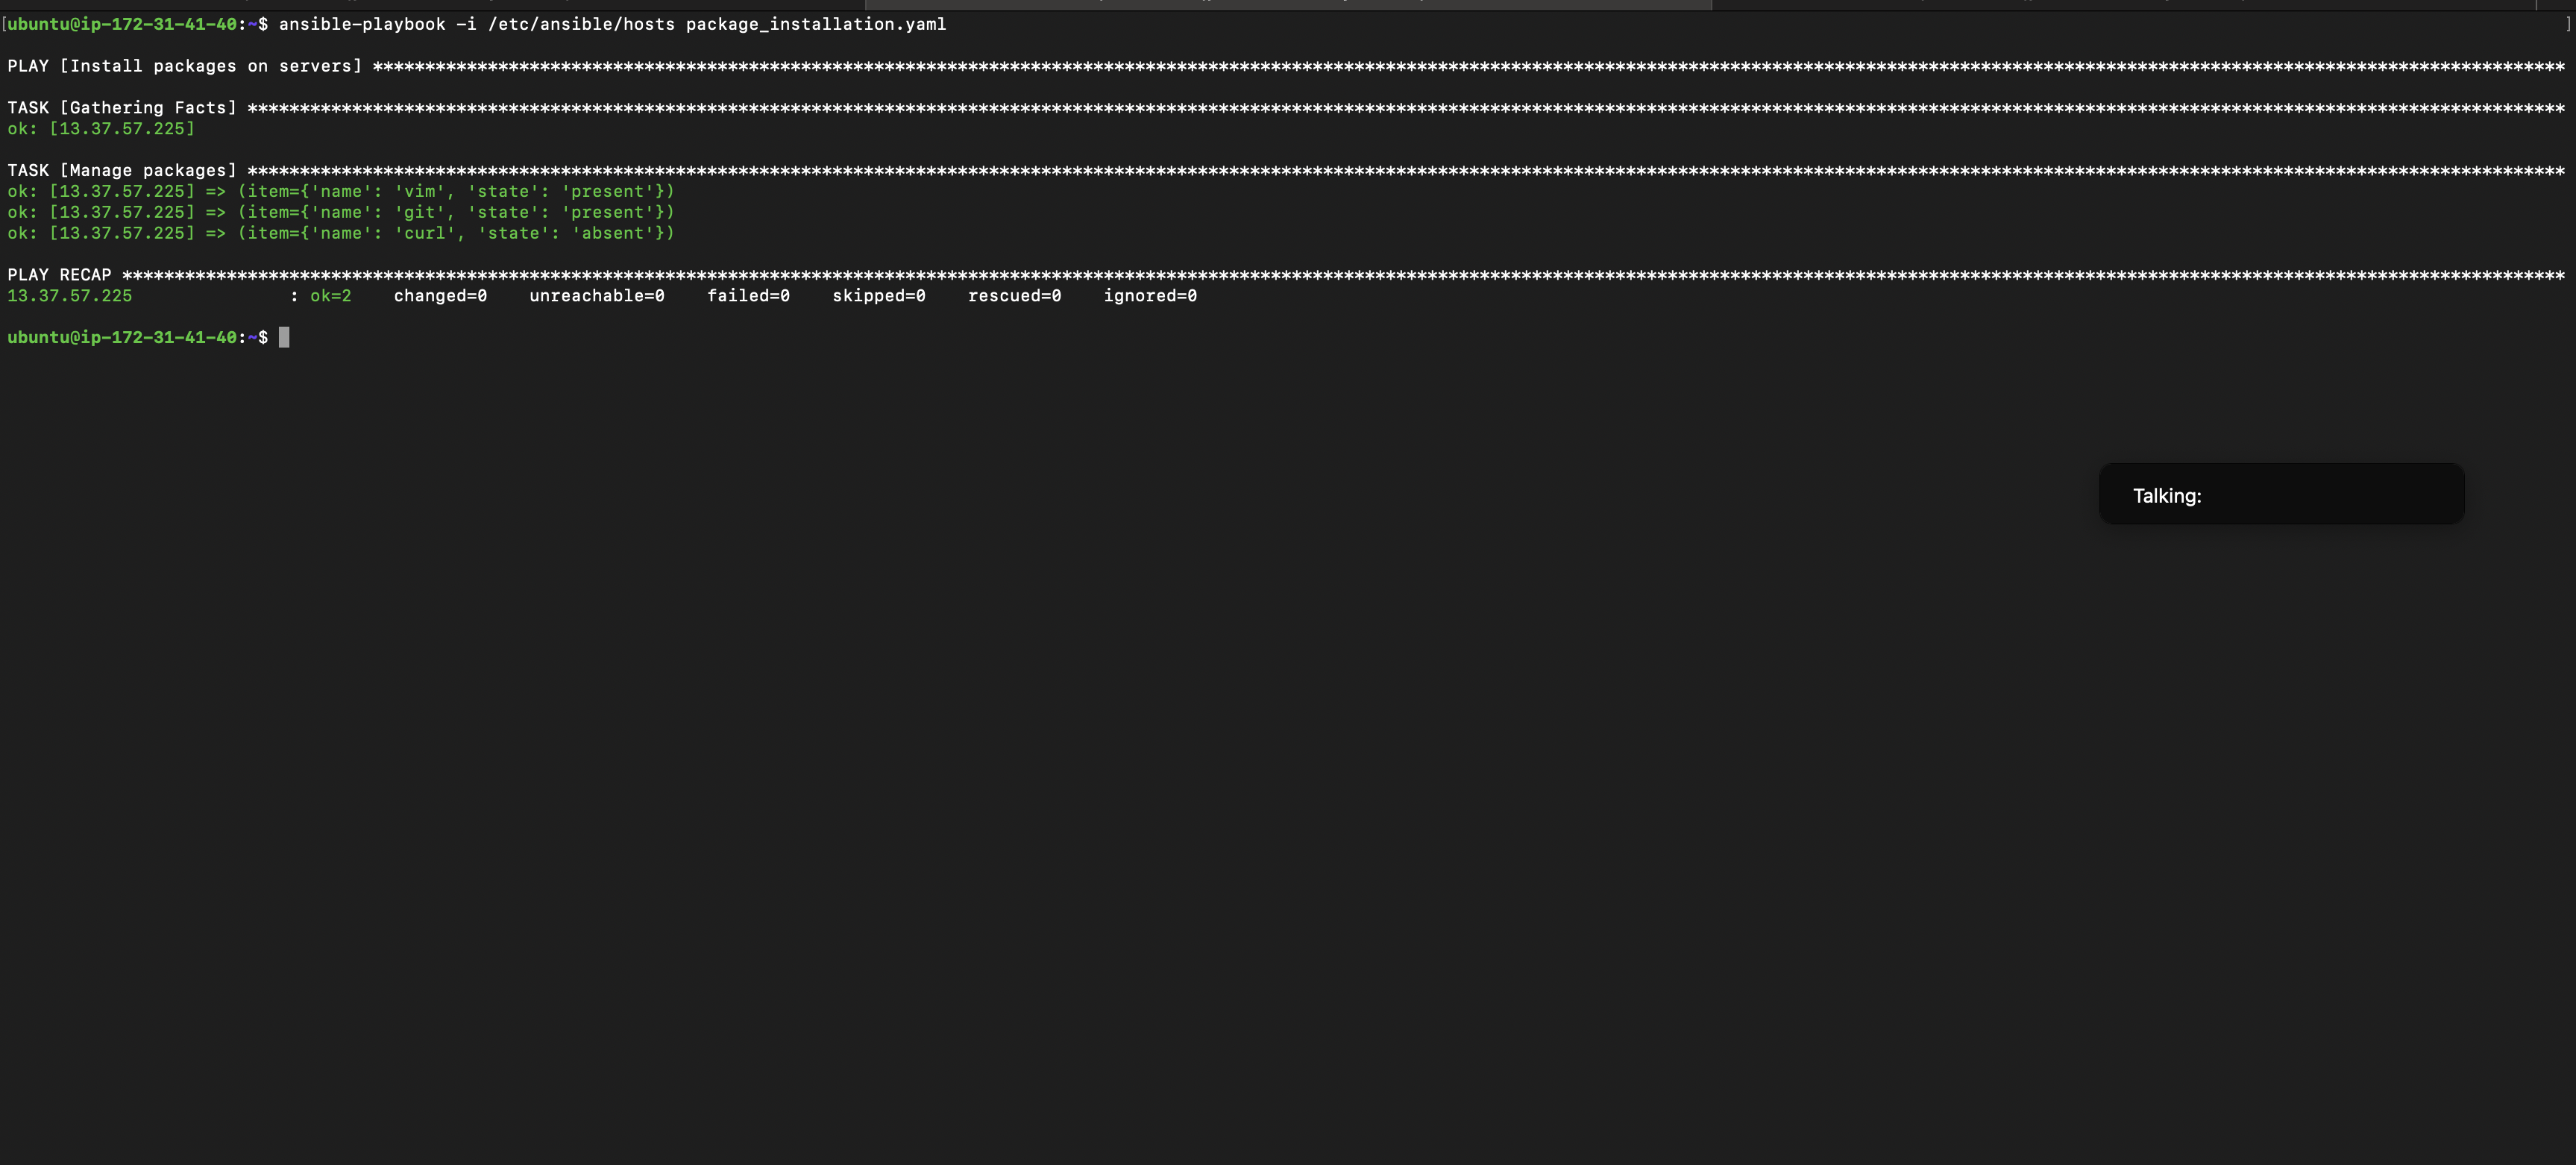 [ubuntu@ip-172-31-41-40:~$ ansible-playbook -i /etc/ansible/hosts package_installation.yaml ]
PLAY [Install packages on servers] ****************************************************************************************************************************************************************************************************************
TASK [Gathering Facts] ****************************************************************************************************************************************************************************************************************************
ok: [13.37.57.225]
TASK [Manage packages] ****************************************************************************************************************************************************************************************************************************
ok: [13.37.57.225] => (item={'name': 'vim', 'state': 'present'})
ok: [13.37.57.225] => (item={'name': 'git', 'state': 'present'})
ok: [13.37.57.225] => (item={'name': 'curl', 'state': 'absent'})
PLAY RECAP ****************************************************************************************************************************************************************************************************************************************
13.37.57.225 : ok=2 changed=0 unreachable=0 failed=0 skipped=0 rescued=0 ignored=0
ubuntu@ip-172-31-41-40:~$
Talking: